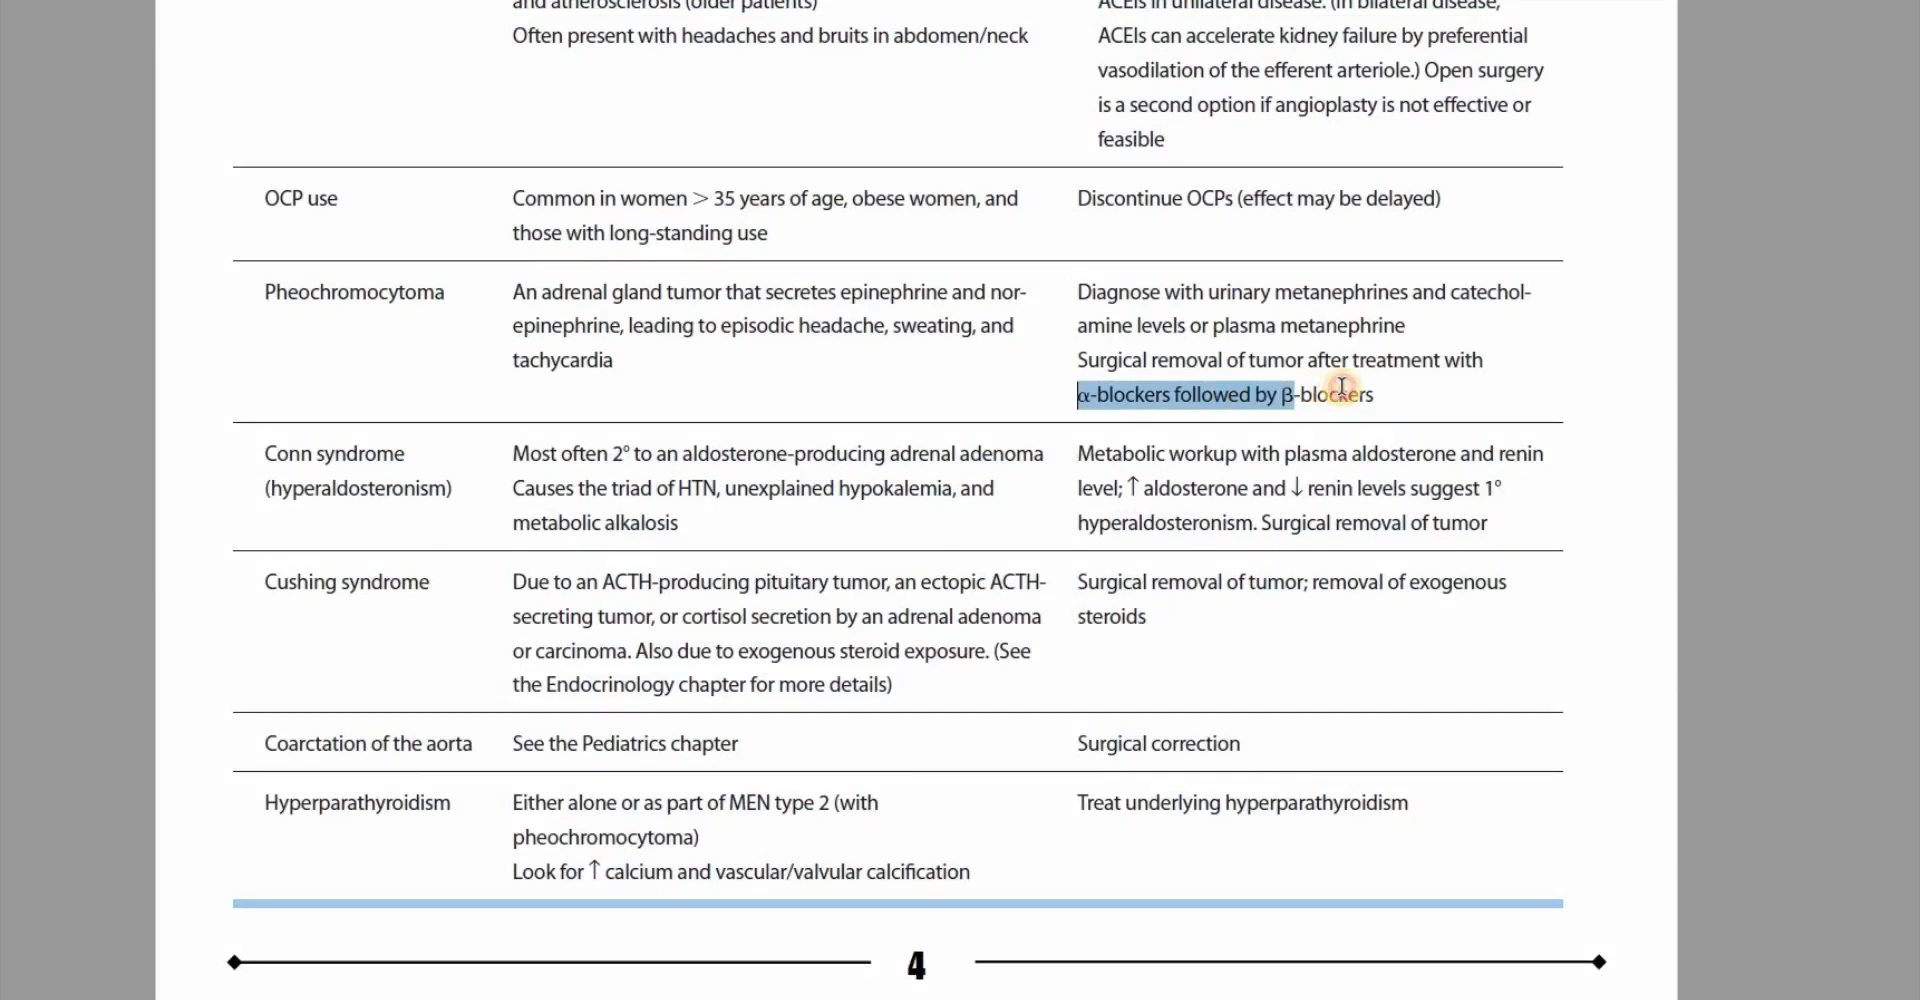 and atherosclerosis (older patients)
Often present with headaches and bruits in abdomen/neck
ACEIs in unilateral disease. (In bilateral disease,
ACEIs can accelerate kidney failure by preferential
vasodilation of the efferent arteriole.) Open surgery
is a second option if angioplasty is not effective or
feasible
OCP use
Common in women > 35 years of age, obese women, and
those with long-standing use
Discontinue OCPs (effect may be delayed)
Pheochromocytoma
An adrenal gland tumor that secretes epinephrine and nor-
epinephrine, leading to episodic headache, sweating, and
tachycardia
Diagnose with urinary metanephrines and catechol-
amine levels or plasma metanephrine
Surgical removal of tumor after treatment with
α-blockers followed by β-blockers
Conn syndrome
(hyperaldosteronism)
Most often 2° to an aldosterone-producing adrenal adenoma
Causes the triad of HTN, unexplained hypokalemia, and
metabolic alkalosis
Metabolic workup with plasma aldosterone and renin
level; ↑ aldosterone and ↓ renin levels suggest 1°
hyperaldosteronism. Surgical removal of tumor
Cushing syndrome
Due to an ACTH-producing pituitary tumor, an ectopic ACTH-
secreting tumor, or cortisol secretion by an adrenal adenoma
or carcinoma. Also due to exogenous steroid exposure. (See
the Endocrinology chapter for more details)
Surgical removal of tumor; removal of exogenous
steroids
Coarctation of the aorta
See the Pediatrics chapter
Surgical correction
Hyperparathyroidism
Either alone or as part of MEN type 2 (with
pheochromocytoma)
Look for ↑ calcium and vascular/valvular calcification
Treat underlying hyperparathyroidism
4